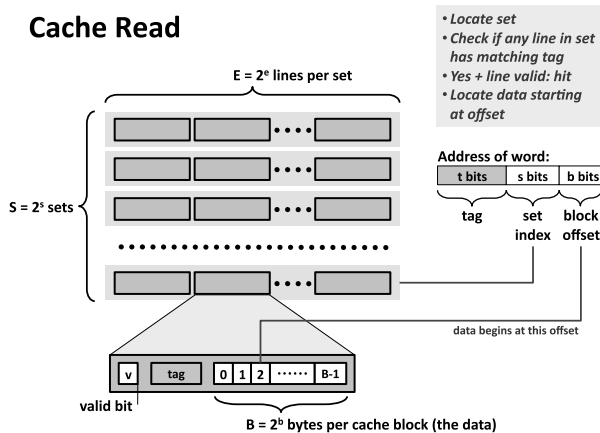 Cache Read
• Locate set
• Check if any line in set
has matching tag
• Yes + line valid: hit
• Locate data starting
at offset
E = 2ᵉ lines per set
S = 2ˢ sets
Address of word:
t bits s bits b bits
tag set block
index offset
data begins at this offset
v tag 0 1 2 •••••• B-1
valid bit
B = 2ᵇ bytes per cache block (the data)